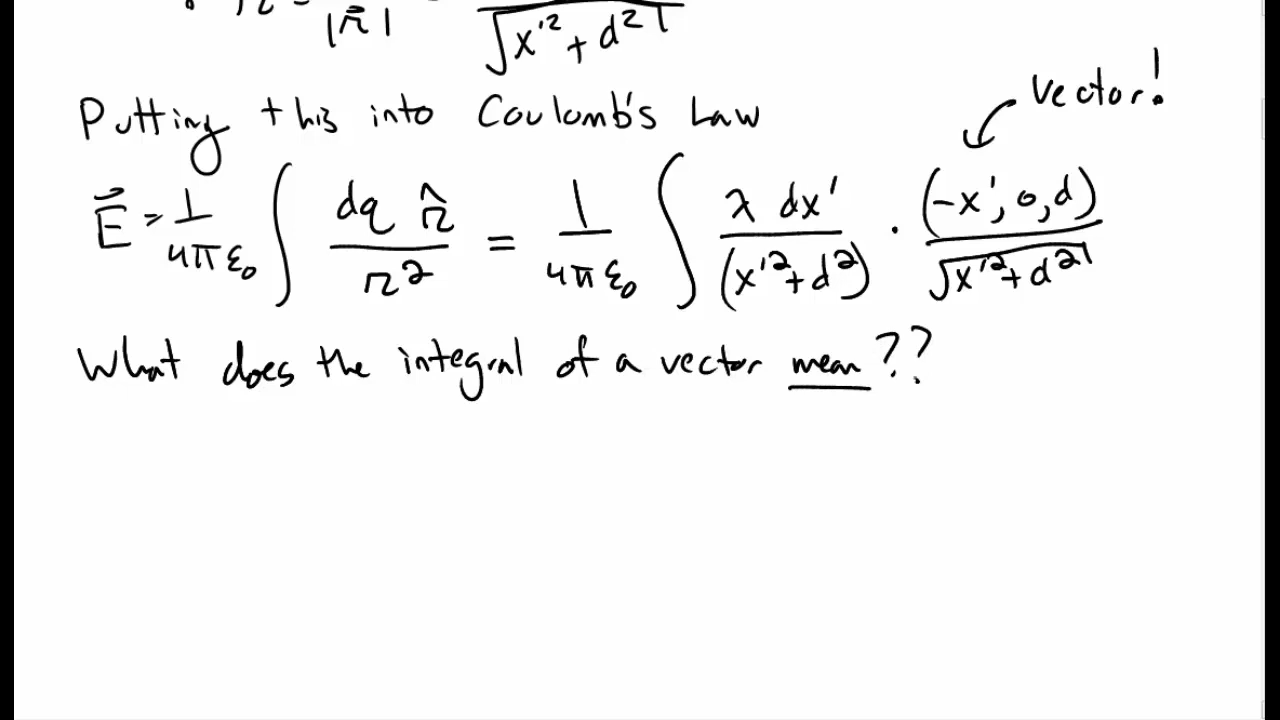 |r⃗| √x'²+d²
Putting this into Coulomb's Law
vector!
E⃗ = 1/4πε₀ ∫ dq r̂/r² = 1/4πε₀ ∫ λ dx'/(x'²+d²) · (-x', 0, d)/√x'²+d²
What does the integral of a vector mean??